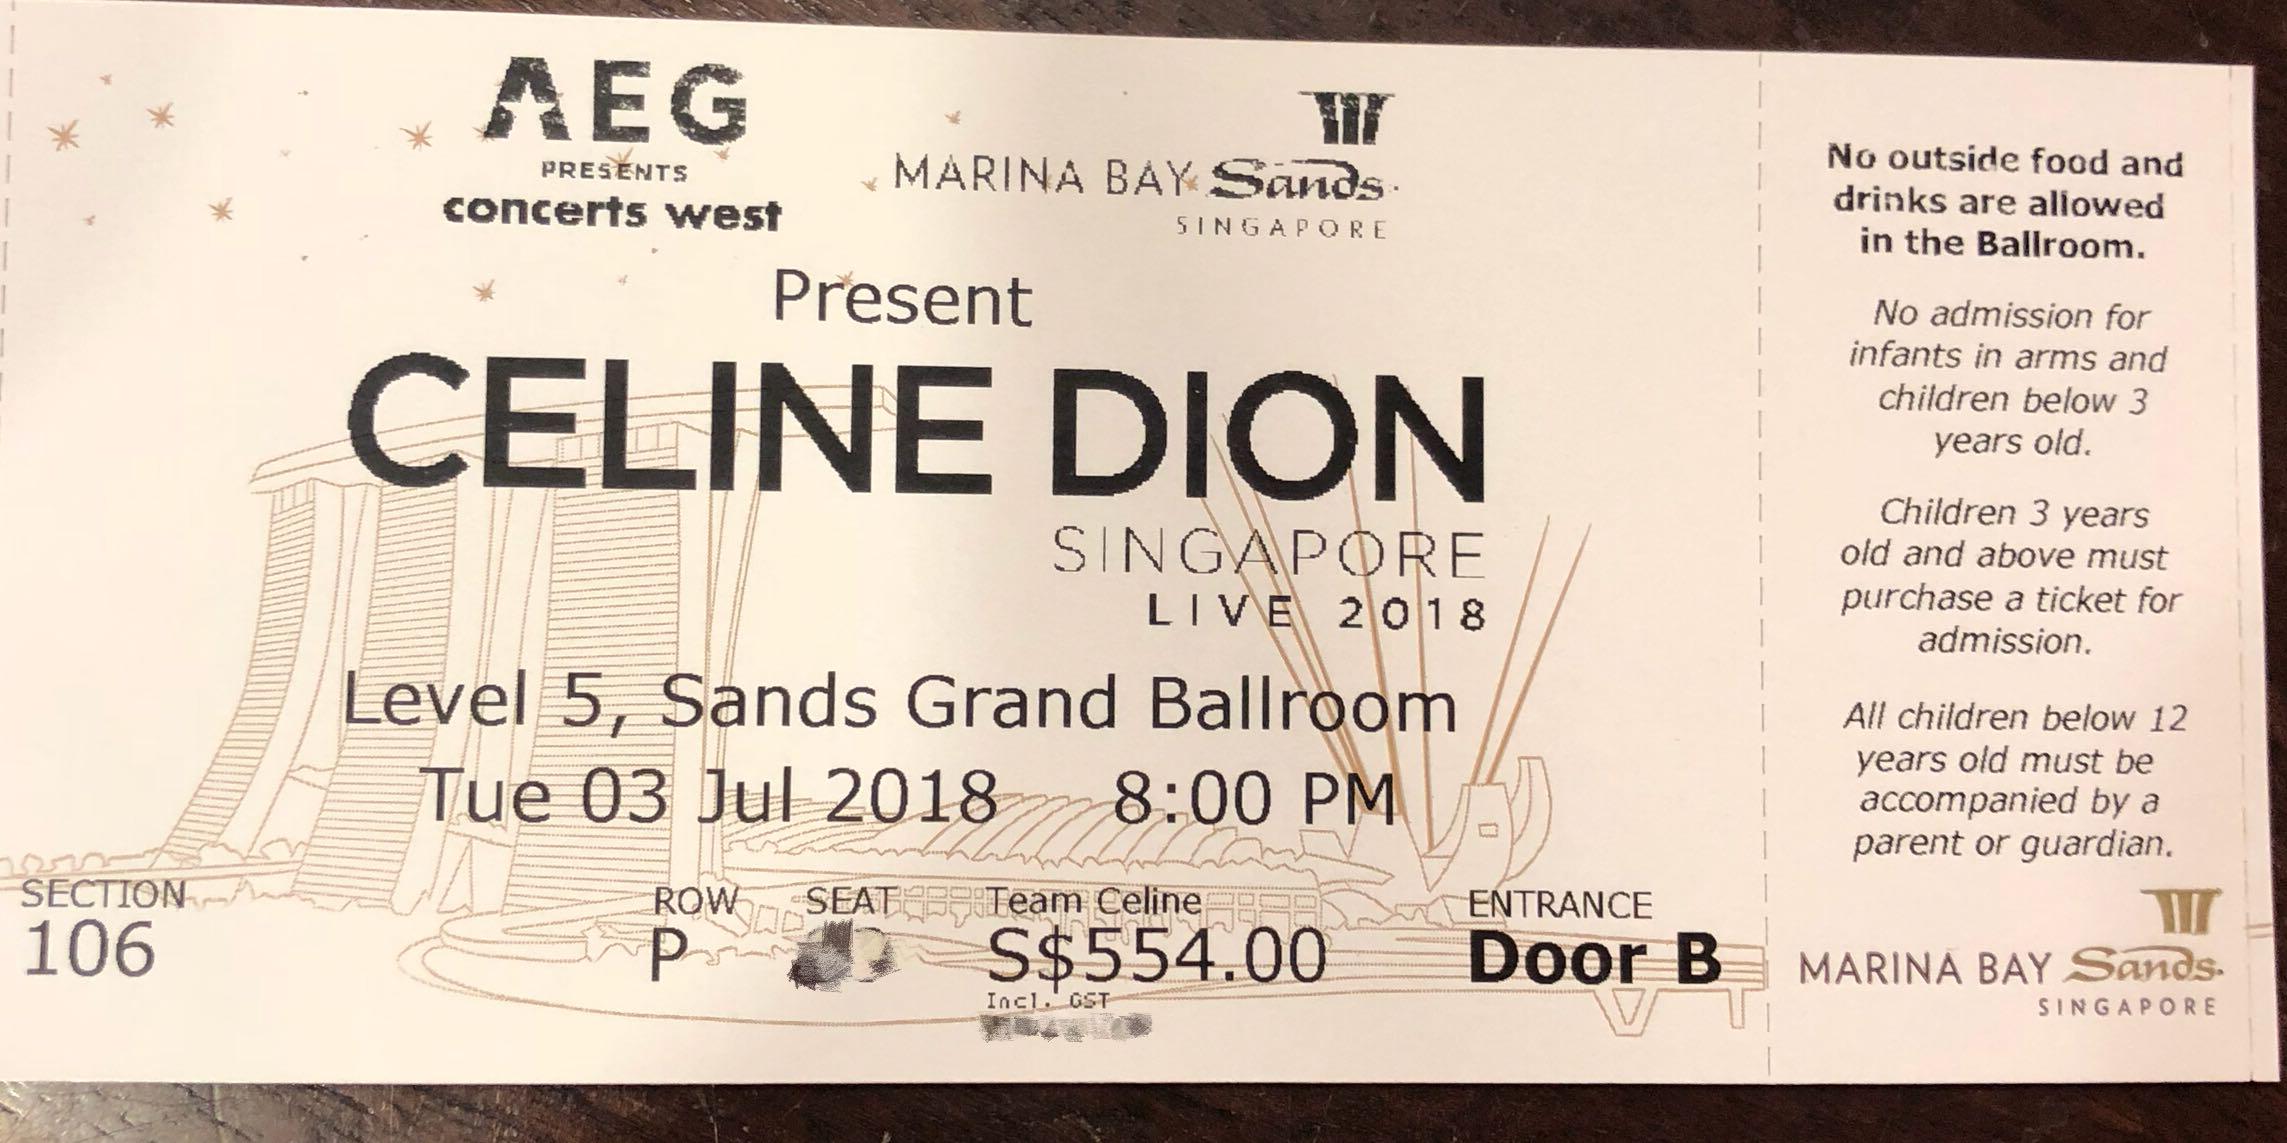 AEG
PRESENTS
concerts west
MARINA BAY Sands
SINGAPORE
Present
CELINE DION
SINGAPORE
LIVE 2018
Level 5, Sands Grand Ballroom
Tue 03 Jul 2018 8:00 PM
SECTION
106
ROW
P
SEAT
Team Celine
S$554.00
Incl. GST
ENTRANCE
Door B
No outside food and
drinks are allowed
in the Ballroom.
No admission for
infants in arms and
children below 3
years old.
Children 3 years
old and above must
purchase a ticket for
admission.
All children below 12
years old must be
accompanied by a
parent or guardian.
MARINA BAY Sands
SINGAPORE